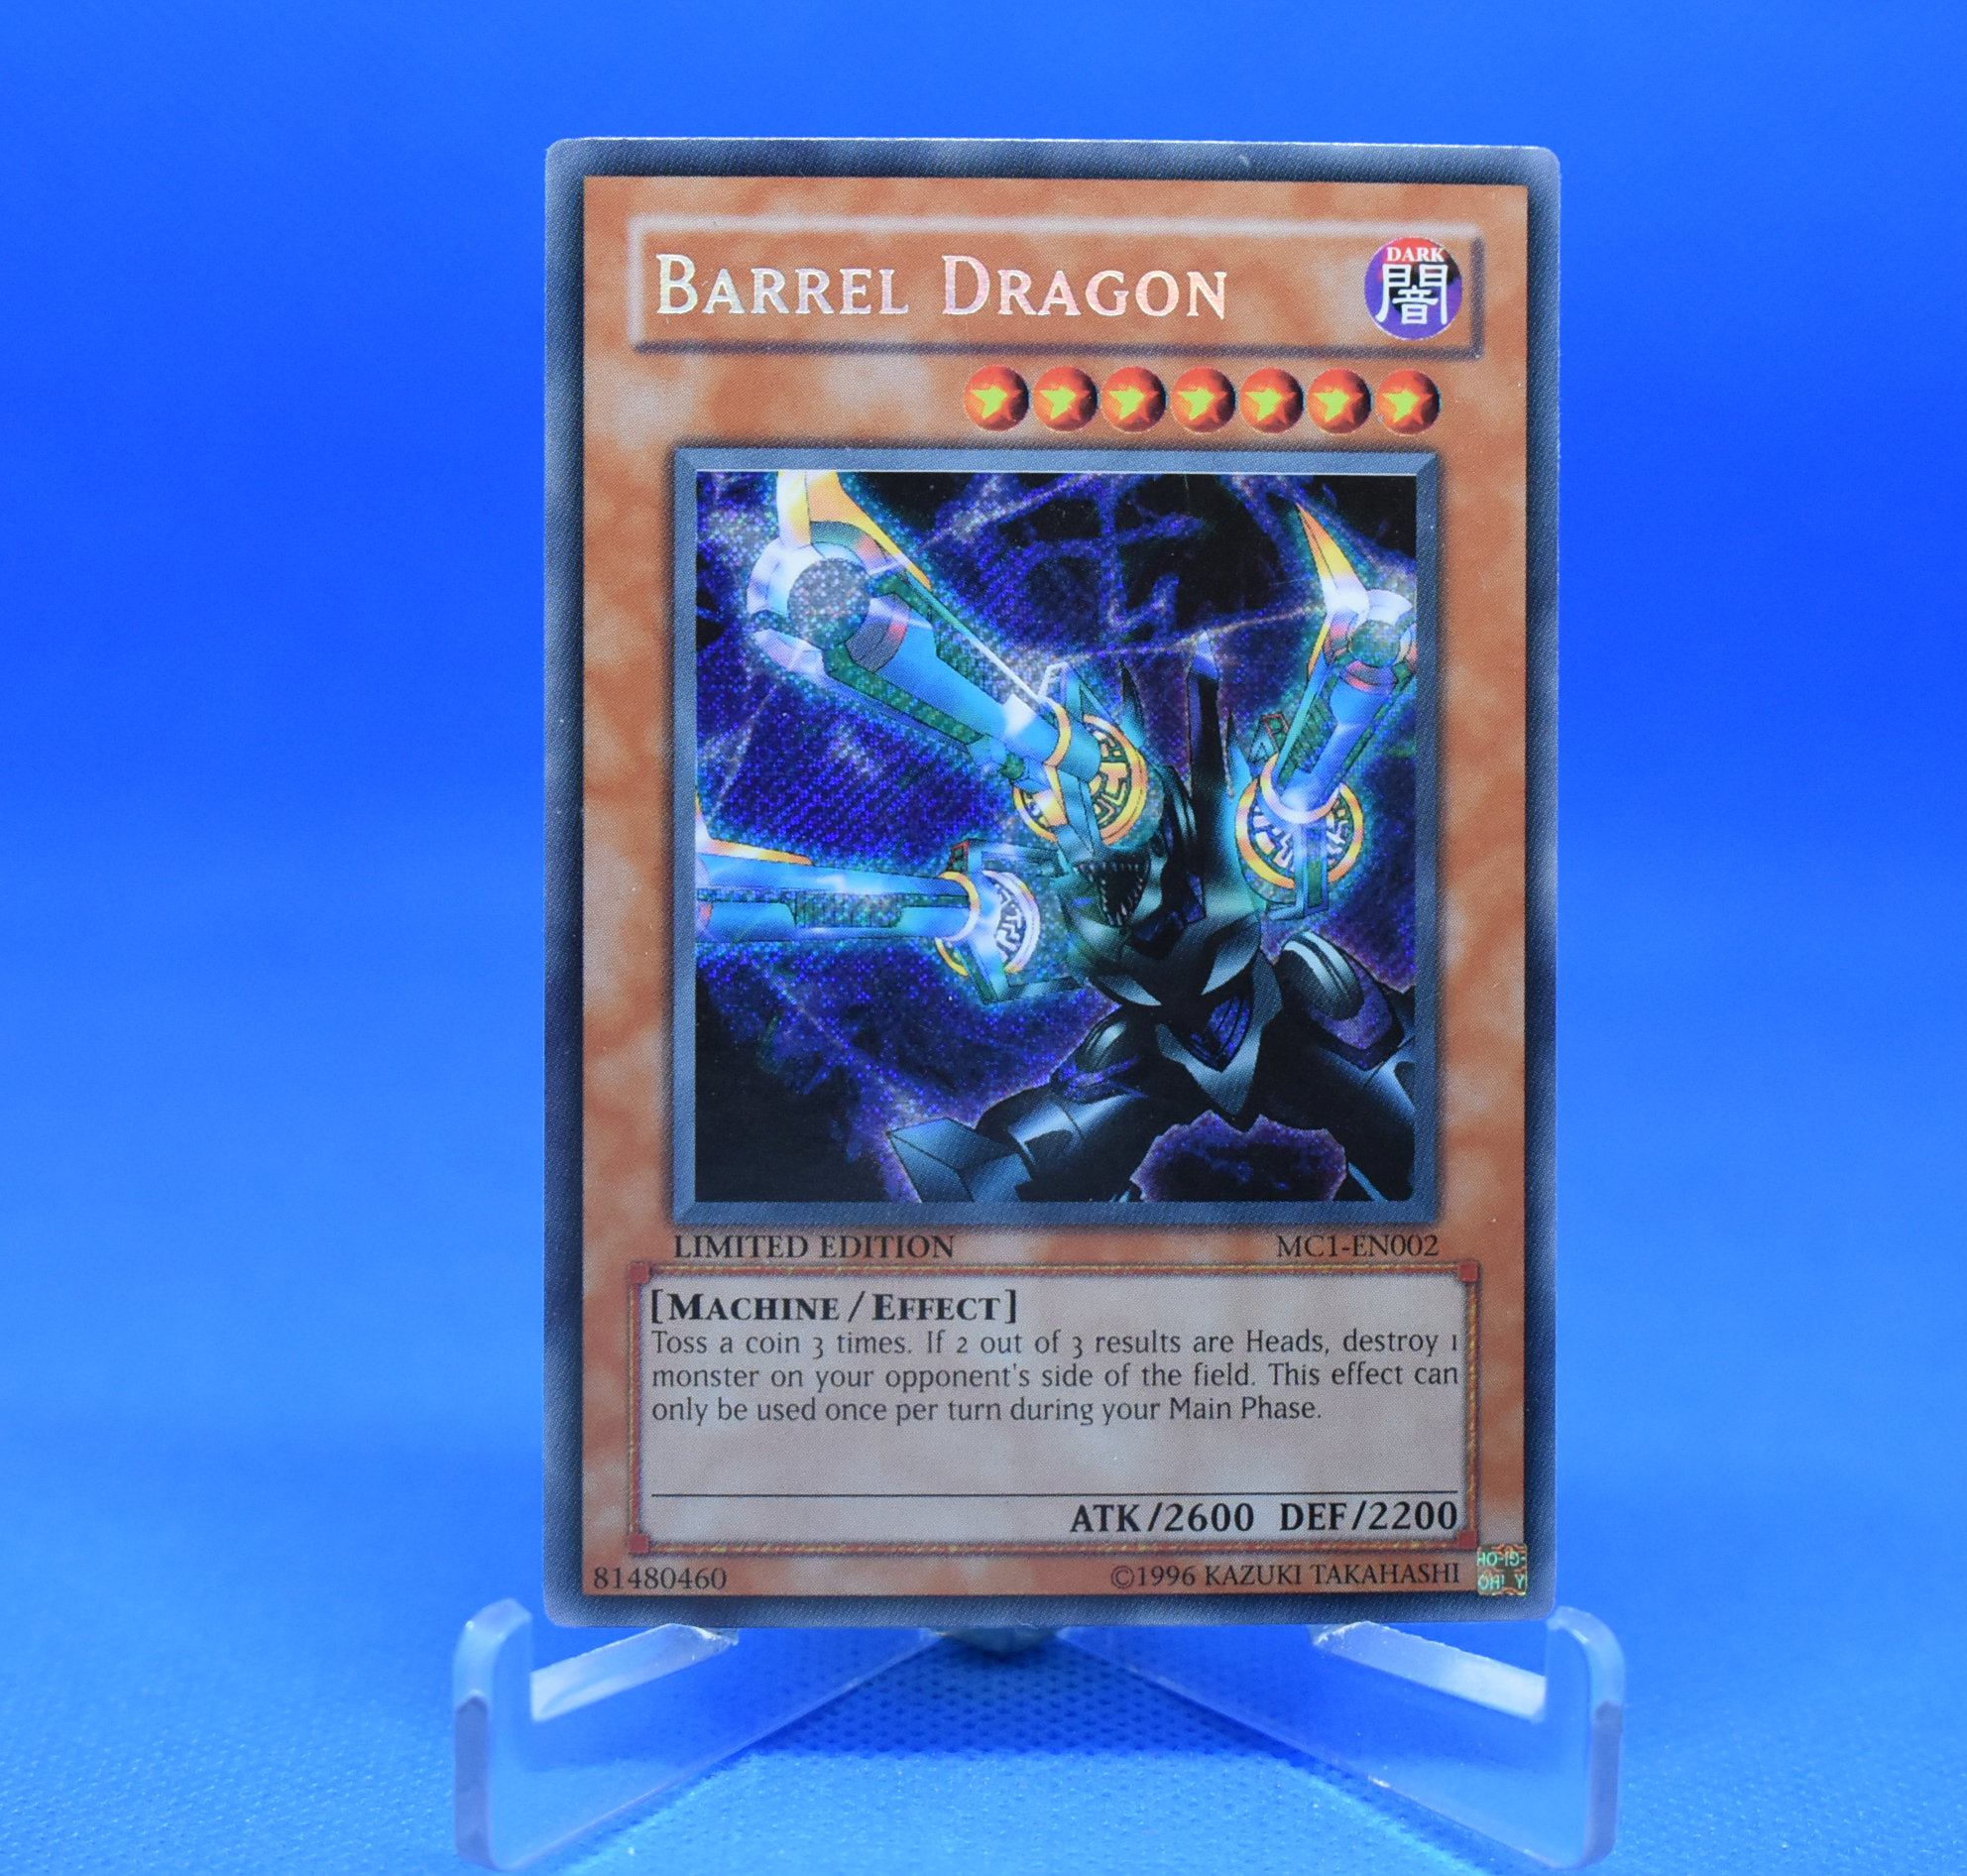 BARREL DRAGON
DARK
闇
LIMITED EDITION
MC1-EN002
[MACHINE / EFFECT]
Toss a coin 3 times. If 2 out of 3 results are Heads, destroy 1
monster on your opponent's side of the field. This effect can
only be used once per turn during your Main Phase.
ATK/2600 DEF/2200
81480460
©1996 KAZUKI TAKAHASHI